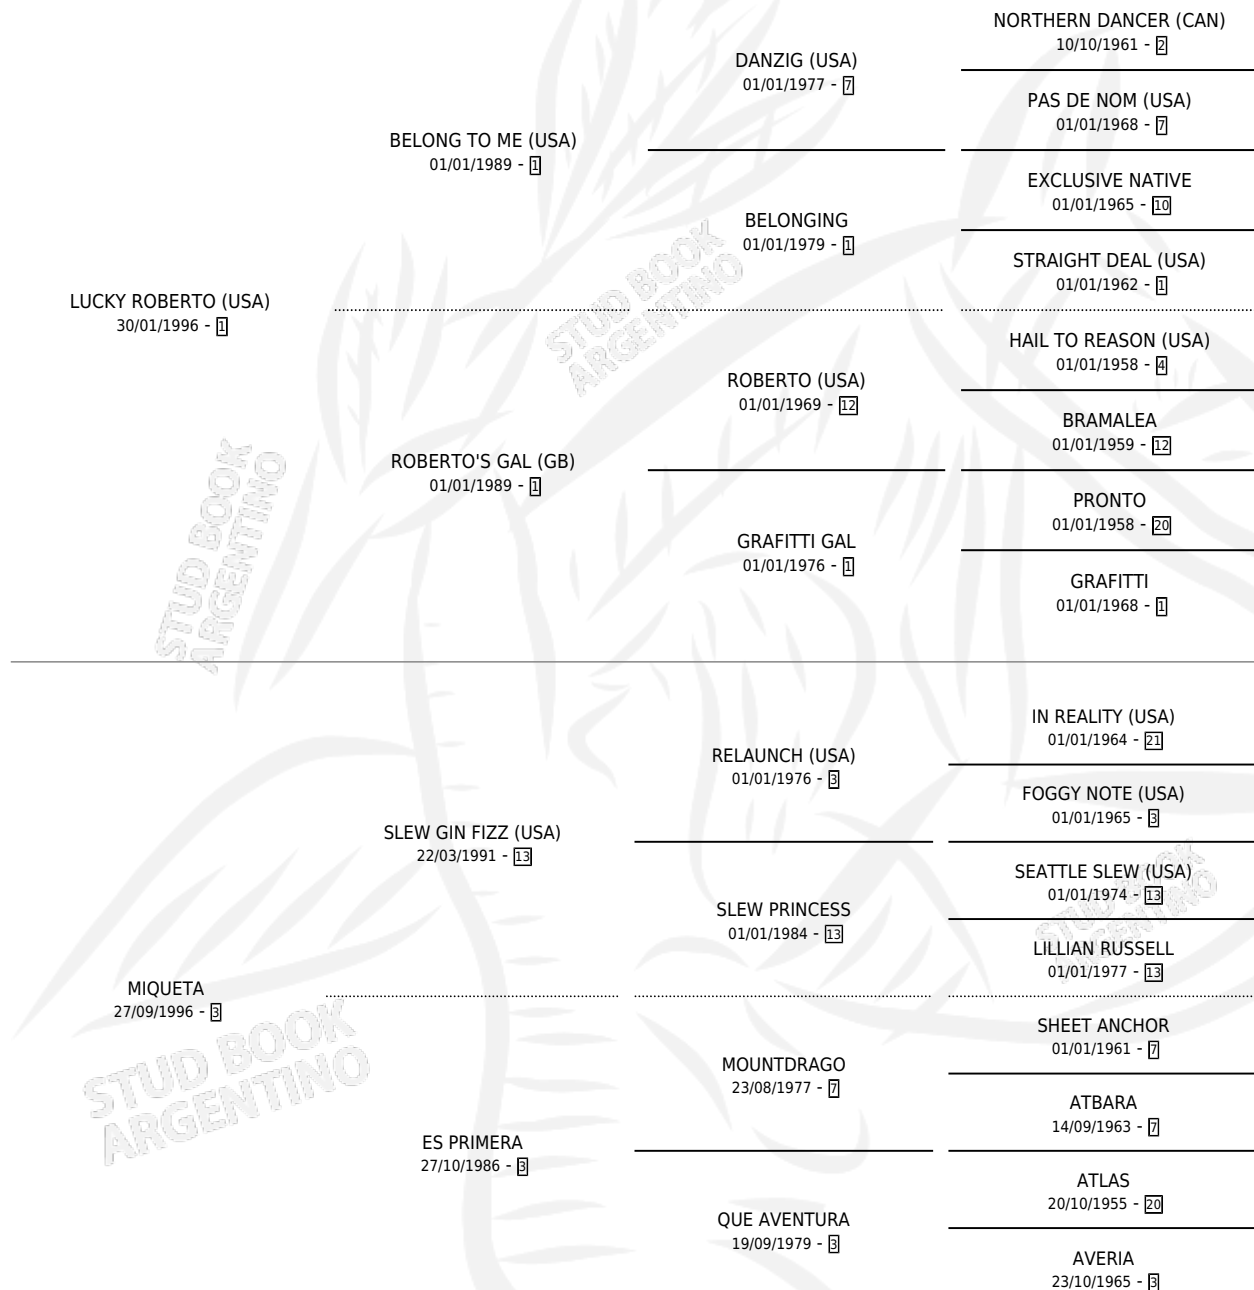 NORTHERN DANCER (CAN)
10/10/1961 - 2
DANZIG (USA)
01/01/1977 - 7
PAS DE NOM (USA)
01/01/1968 - 7
BELONG TO ME (USA)
01/01/1989 - 1
EXCLUSIVE NATIVE
01/01/1965 - 10
BELONGING
01/01/1979 - 1
STRAIGHT DEAL (USA)
01/01/1962 - 1
LUCKY ROBERTO (USA)
30/01/1996 - 1
HAIL TO REASON (USA)
01/01/1958 - 4
ROBERTO (USA)
01/01/1969 - 12
BRAMALEA
01/01/1959 - 12
ROBERTO'S GAL (GB)
01/01/1989 - 1
PRONTO
01/01/1958 - 20
GRAFITTI GAL
01/01/1976 - 1
GRAFITTI
01/01/1968 - 1
IN REALITY (USA)
01/01/1964 - 21
RELAUNCH (USA)
01/01/1976 - 3
FOGGY NOTE (USA)
01/01/1965 - 3
SLEW GIN FIZZ (USA)
22/03/1991 - 13
SEATTLE SLEW (USA)
01/01/1974 - 13
SLEW PRINCESS
01/01/1984 - 13
LILLIAN RUSSELL
01/01/1977 - 13
MIQUETA
27/09/1996 - 3
SHEET ANCHOR
01/01/1961 - 7
MOUNTDRAGO
23/08/1977 - 7
ATBARA
14/09/1963 - 7
ES PRIMERA
27/10/1986 - 3
ATLAS
20/10/1955 - 20
QUE AVENTURA
19/09/1979 - 3
AVERIA
23/10/1965 - 3
STUD BOOK
ARGENTINO
STUD BOOK
ARGENTINO
STUD BOOK
ARGENTINO
STUD BOOK
ARGENTINO